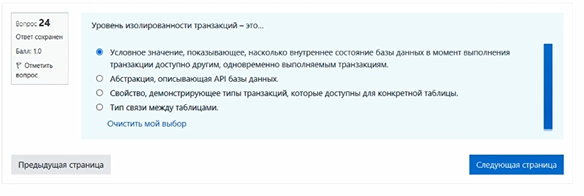 Вопрос 24
Ответ сохранен
Балл: 1,0
Отметить
вопрос
Уровень изолированности транзакций – это...
Условное значение, показывающее, насколько внутреннее состояние базы данных в момент выполнения
транзакции доступно другим, одновременно выполняемым транзакциям.
Абстракция, описывающая API базы данных.
Свойство, демонстрирующее типы транзакций, которые доступны для конкретной таблицы.
Тип связи между таблицами.
Очистить мой выбор
Предыдущая страница
Следующая страница